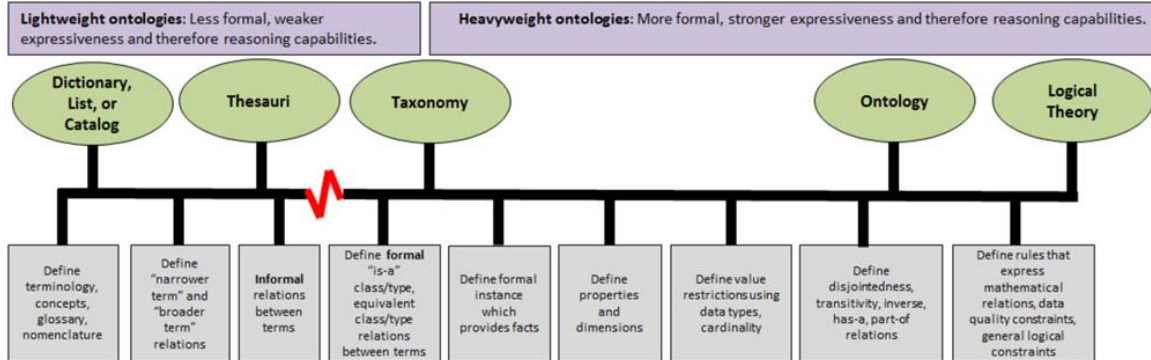 Lightweight ontologies: Less formal, weaker
expressiveness and therefore reasoning capabilities.
Heavyweight ontologies: More formal, stronger expressiveness and therefore reasoning capabilities.
Dictionary,
List, or
Catalog
Thesauri
Taxonomy
Ontology
Logical
Theory
Define
terminology,
concepts,
glossary,
nomenclature
Define
"narrower
term" and
"broader
term"
relations
Informal
relations
between
terms
Define formal
"is-a"
class/type,
equivalent
class/type
relations
between terms
Define formal
instance
which
provides facts
Define
properties
and
dimensions
Define value
restrictions using
data types,
cardinality
Define
disjointedness,
transitivity, inverse,
has-a, part-of
relations
Define rules that
express
mathematical
relations, data
quality constraints,
general logical
constraints